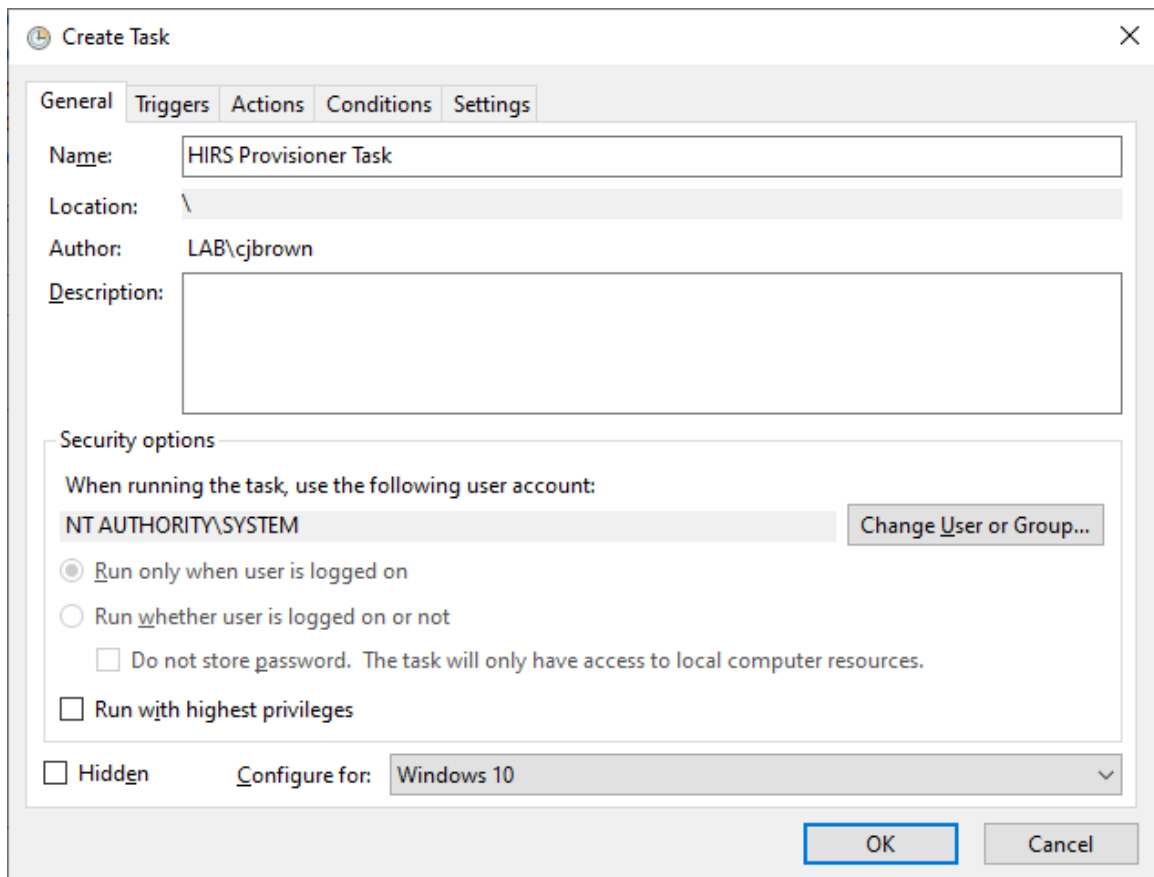 Create Task
General Triggers Actions Conditions Settings
Name: HIRS Provisioner Task
Location: \
Author: LAB\cjbrown
Description:
Security options
When running the task, use the following user account:
NT AUTHORITY\SYSTEM Change User or Group...
Run only when user is logged on
Run whether user is logged on or not
Do not store password. The task will only have access to local computer resources.
Run with highest privileges
Hidden Configure for: Windows 10
OK Cancel